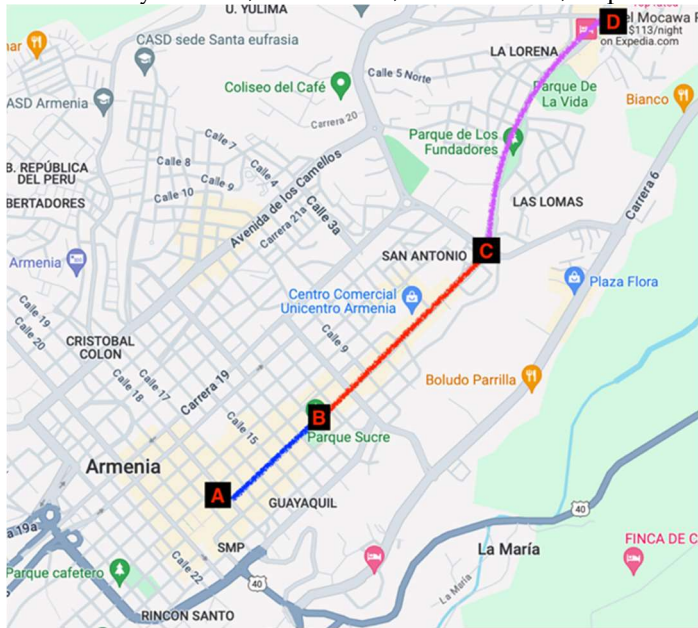 U. YULIMA
el Mocawa
$113/night
on Expedia.com
D
CASD sede Santa eufrasia
LA LORENA
Calle 5 Norte
Coliseo del Café
Parque De
La Vida
Bianco
ASD Armenia
Carrera 20
Calle 7
Parque de Los
Fundadores
Calle 8
Calle 4
B. REPÚBLICA
DEL PERU
Calle 9
Calle 10
Avenida de los Camellos
BERTADORES
Calle 3a
Carrera 21a
LAS LOMAS
Carrera 6
SAN ANTONIO
C
Armenia
Plaza Flora
Centro Comercial
Unicentro Armenia
Calle 19
Calle 20
CRISTOBAL
COLON
Calle 9
Calle 17
Calle 18
Carrera 19
Boludo Parrilla
B
Calle 15
Parque Sucre
Armenia
A
GUAYAQUIL
40
a 19a
SMP
La María
FINCA DE C
Calle 22
Parque cafetero
40
La María
RINCON SANTO